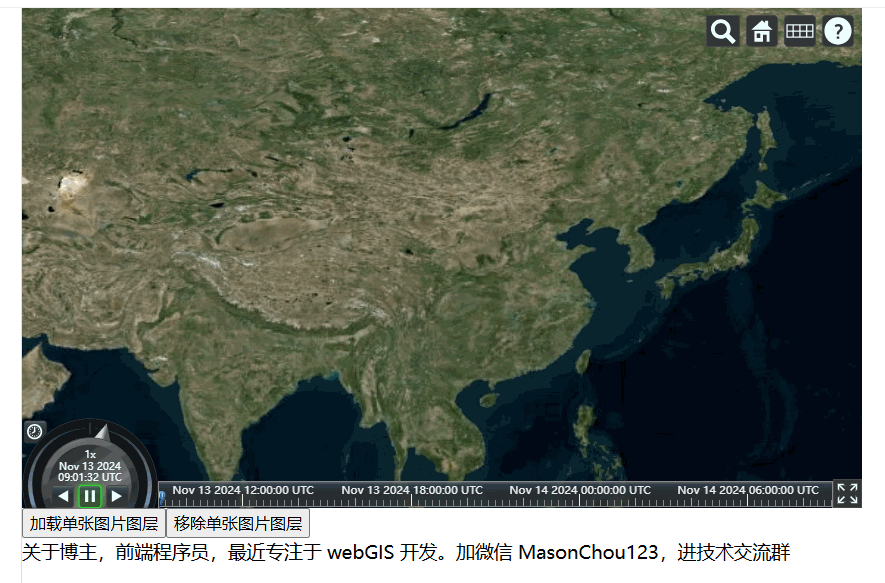 ?
1x
Nov 13 2024
09:01:32 UTC
Nov 13 2024 12:00:00 UTC Nov 13 2024 18:00:00 UTC Nov 14 2024 00:00:00 UTC Nov 14 2024 06:00:00 UTC
加载单张图片图层 移除单张图片图层
关于博主，前端程序员，最近专注于 webGIS 开发。加微信 MasonChou123，进技术交流群